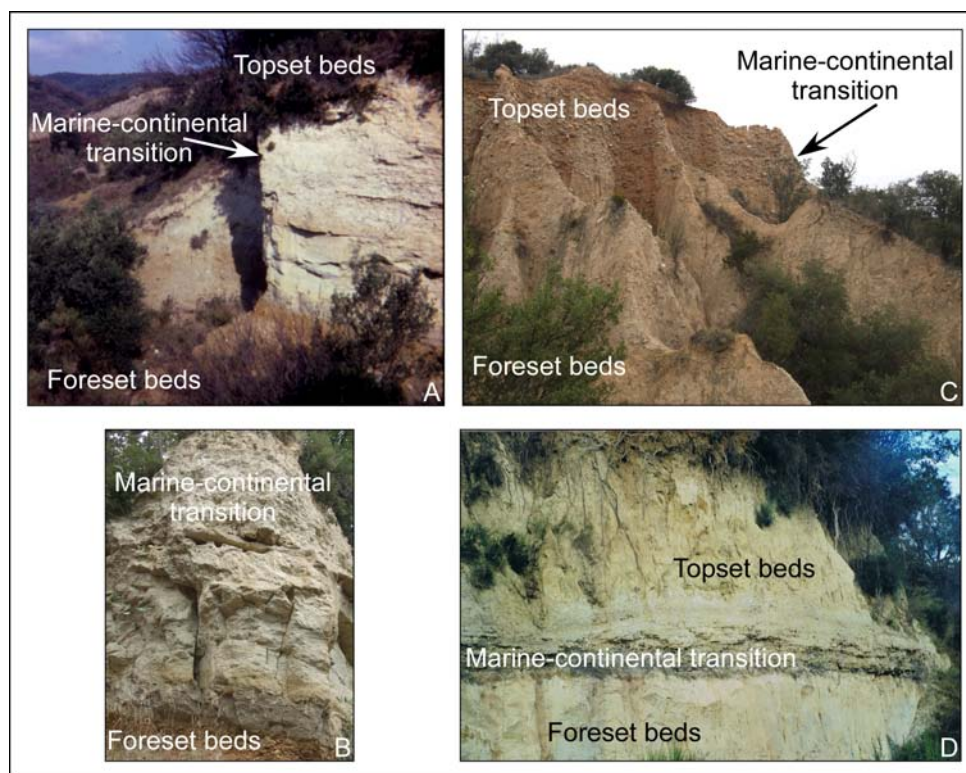 Topset beds
Marine-continental
transition
Foreset beds
A
Marine-continental
transition
Topset beds
Foreset beds
C
Marine-continental
transition
Foreset beds
B
Topset beds
Marine-continental transition
Foreset beds
D